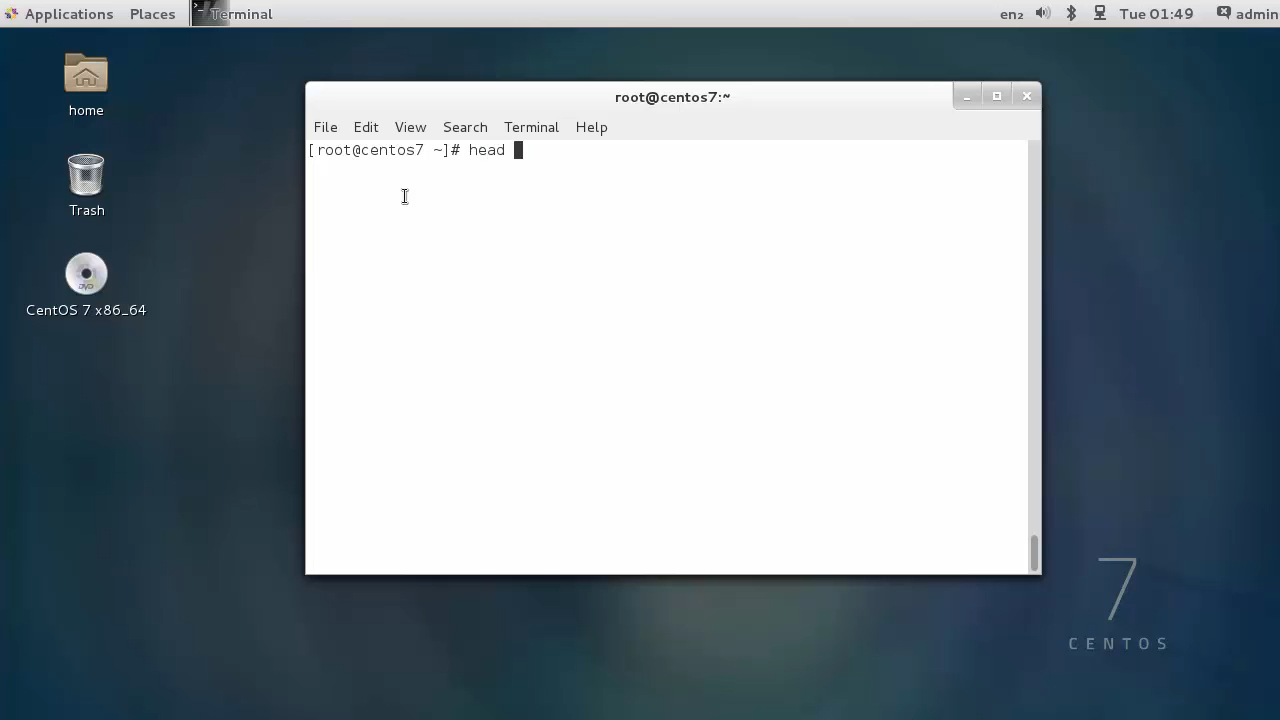 Applications Places Terminal en₂ Tue 01:49 admin
home
Trash
DVD
CentOS 7 x86_64
root@centos7:~
File Edit View Search Terminal Help
[root@centos7 ~]# head
7
CENTOS